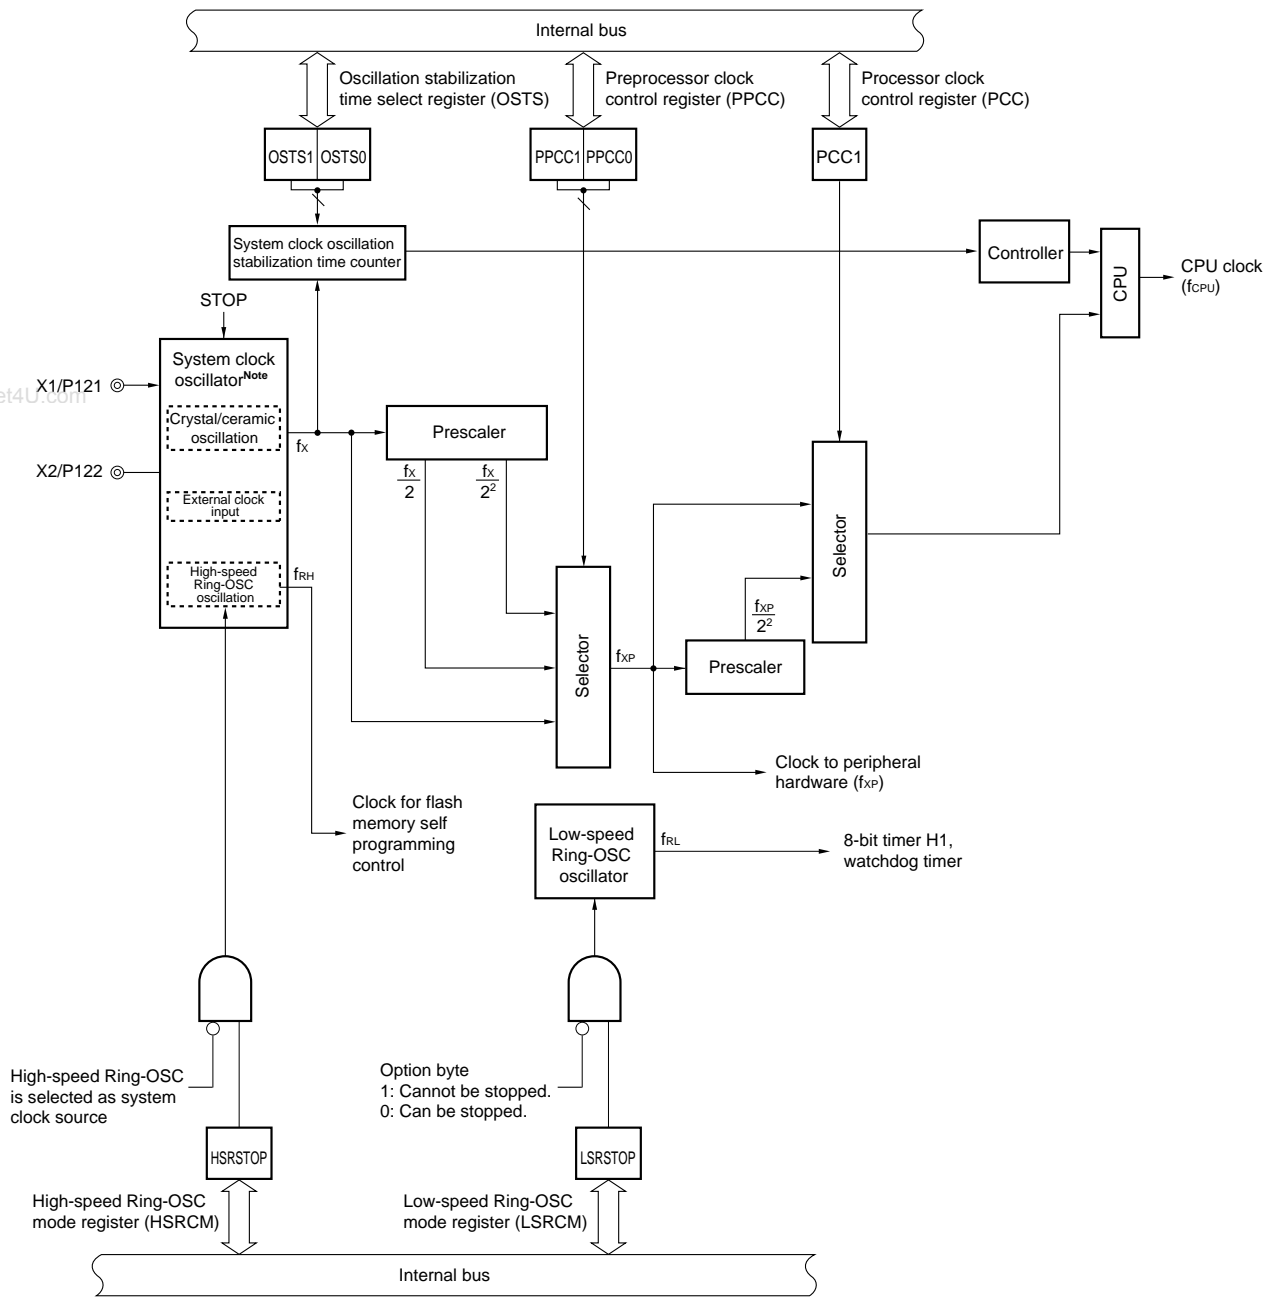 Internal bus
Oscillation stabilization
time select register (OSTS)
Preprocessor clock
control register (PPCC)
Processor clock
control register (PCC)
OSTS1 OSTS0
PPCC1 PPCC0
PCC1
System clock oscillation
stabilization time counter
Controller
CPU
CPU clock
(fCPU)
STOP
System clock
oscillatorNote
X1/P121
et4U.com
Crystal/ceramic
oscillation
fX
Prescaler
X2/P122
fX
2
fX
2²
External clock
input
High-speed
Ring-OSC
oscillation
fRH
Selector
fXP
Selector
fXP
2²
Prescaler
Clock to peripheral
hardware (fXP)
Clock for flash
memory self
programming
control
Low-speed
Ring-OSC
oscillator
fRL
8-bit timer H1,
watchdog timer
High-speed Ring-OSC
is selected as system
clock source
Option byte
1: Cannot be stopped.
0: Can be stopped.
HSRSTOP
LSRSTOP
High-speed Ring-OSC
mode register (HSRCM)
Low-speed Ring-OSC
mode register (LSRCM)
Internal bus